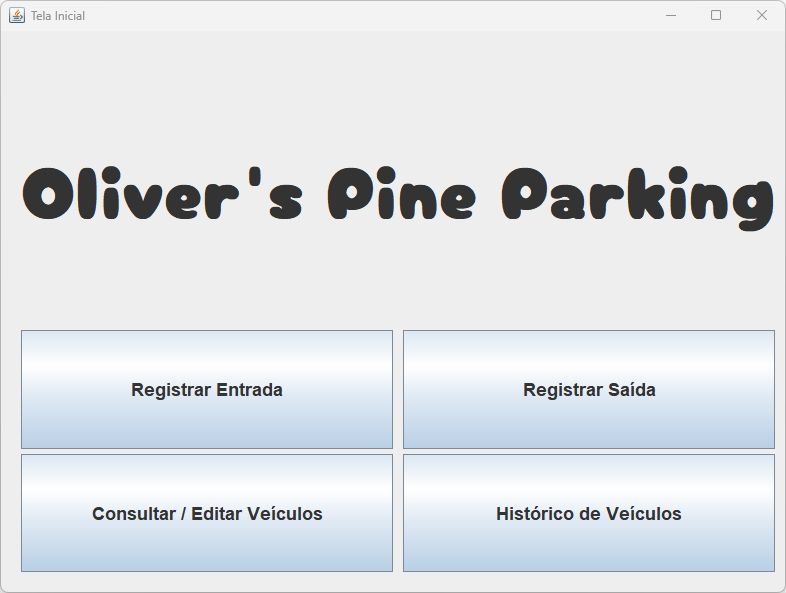 Tela Inicial
Oliver's Pine Parking
Registrar Entrada
Registrar Saída
Consultar / Editar Veículos
Histórico de Veículos